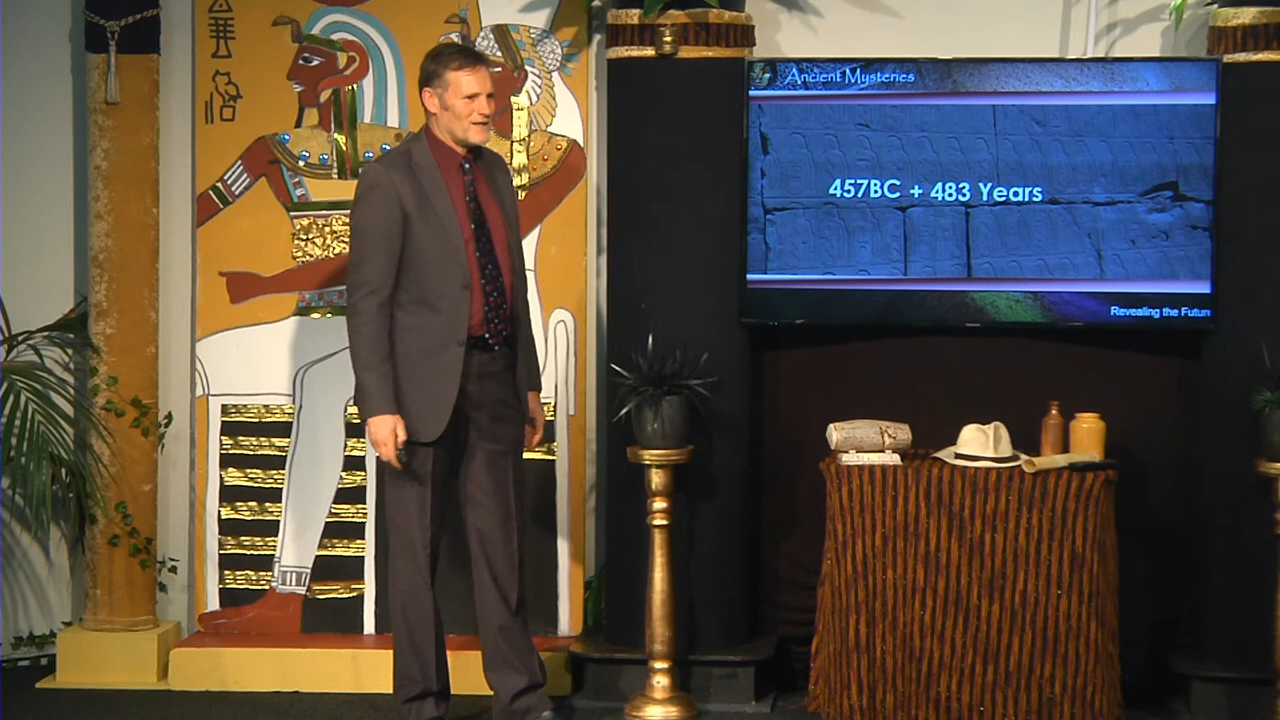 Ancient Mysteries
457BC + 483 Years
Revealing the Futur